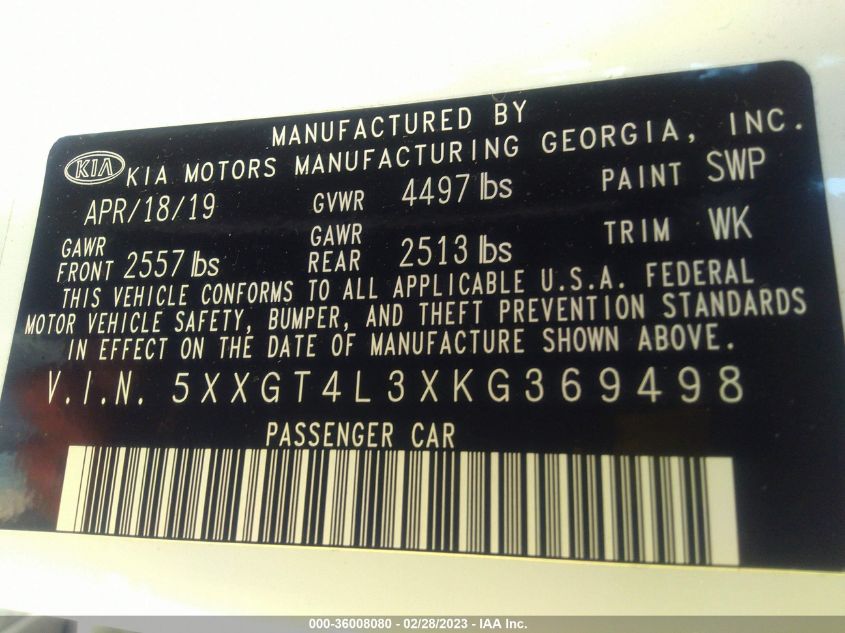 MANUFACTURED BY
KIA KIA MOTORS MANUFACTURING GEORGIA, INC.
APR/18/19 GVWR 4497 lbs PAINT SWP
GAWR FRONT 2557 lbs GAWR REAR 2513 lbs TRIM WK
THIS VEHICLE CONFORMS TO ALL APPLICABLE U.S.A. FEDERAL
MOTOR VEHICLE SAFETY, BUMPER, AND THEFT PREVENTION STANDARDS
IN EFFECT ON THE DATE OF MANUFACTURE SHOWN ABOVE.
V.I.N. 5XXGT4L3XKG369498
PASSENGER CAR
000-36008080 - 02/28/2023 - IAA Inc.